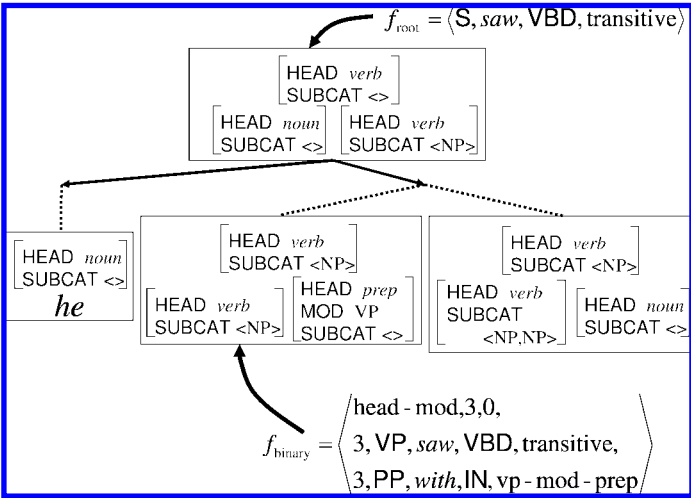 f root = ⟨S, saw, VBD, transitive⟩
HEAD verb
SUBCAT <>
HEAD noun
SUBCAT <>
HEAD verb
SUBCAT <NP>
HEAD noun
SUBCAT <>
he
HEAD verb
SUBCAT <NP>
HEAD verb
SUBCAT <NP>
HEAD prep
MOD VP
SUBCAT <>
HEAD verb
SUBCAT <NP>
HEAD verb
SUBCAT
<NP,NP>
HEAD noun
SUBCAT <>
f binary = ⟨head - mod,3,0,
3, VP, saw, VBD, transitive,
3, PP, with, IN, vp - mod - prep⟩